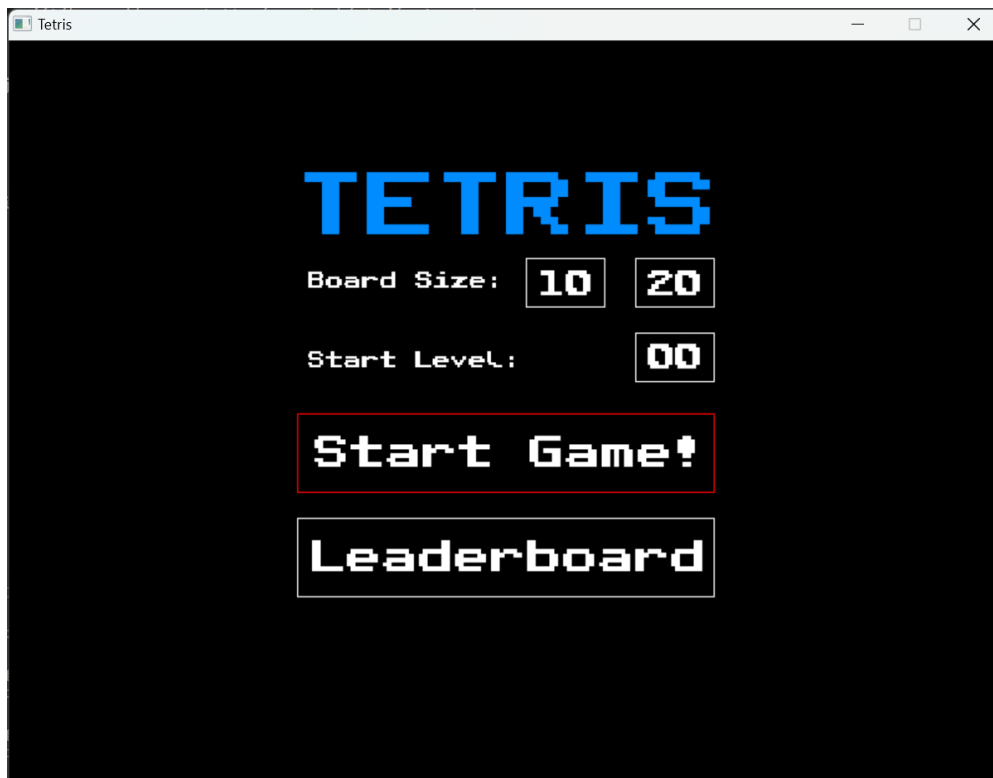 Tetris
TETRIS
Board Size: 10 20
Start Level: 00
Start Game!
Leaderboard